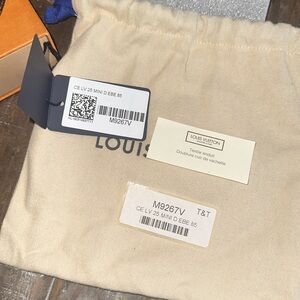 CE LV 25 MINI D.EBE 85
M9267V
LOUIS VUITTON
Textile enduit
Doublure cuir de vachette
LOUIS
M9267V T&T
CE LV 25 MINI D.EBE 85